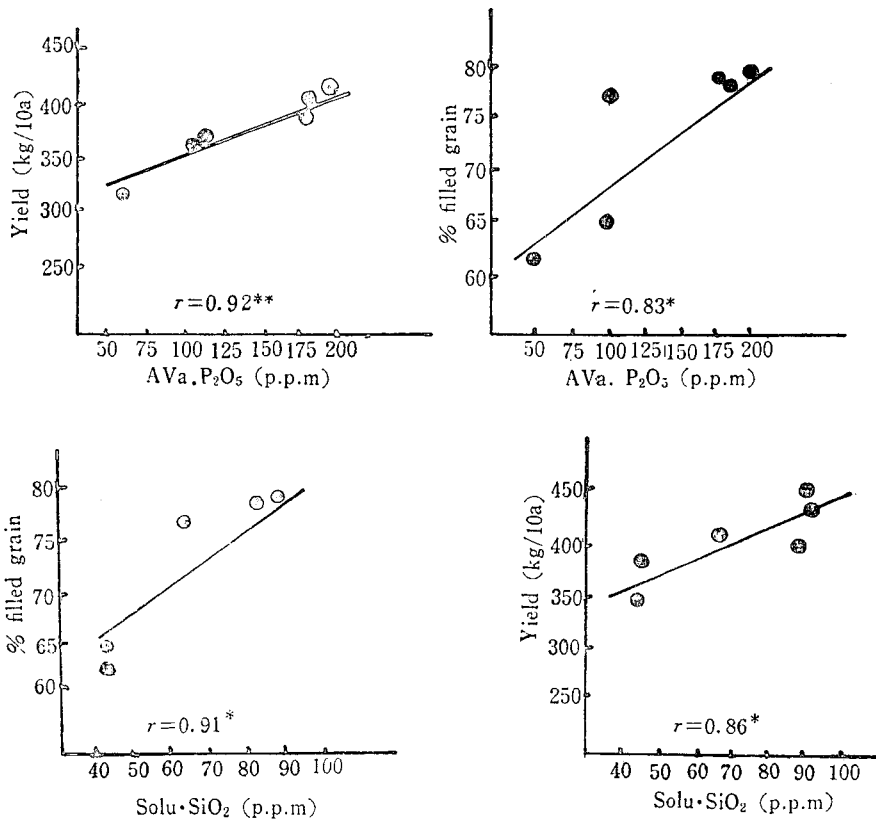 Yield (kg/10a)
450
400
350
300
250
r=0.92**
50 75 100 125 150 175 200
AVa.P₂O₅ (p.p.m)
% filled grain
80
75
70
65
60
r=0.83*
50 75 100 125 150 175 200
AVa. P₂O₅ (p.p.m)
% filled grain
80
75
70
65
60
r=0.91*
40 50 60 70 80 90 100
Solu·SiO₂ (p.p.m)
Yield (kg/10a)
450
400
350
300
250
r=0.86*
40 50 60 70 80 90 100
Solu·SiO₂ (p.p.m)